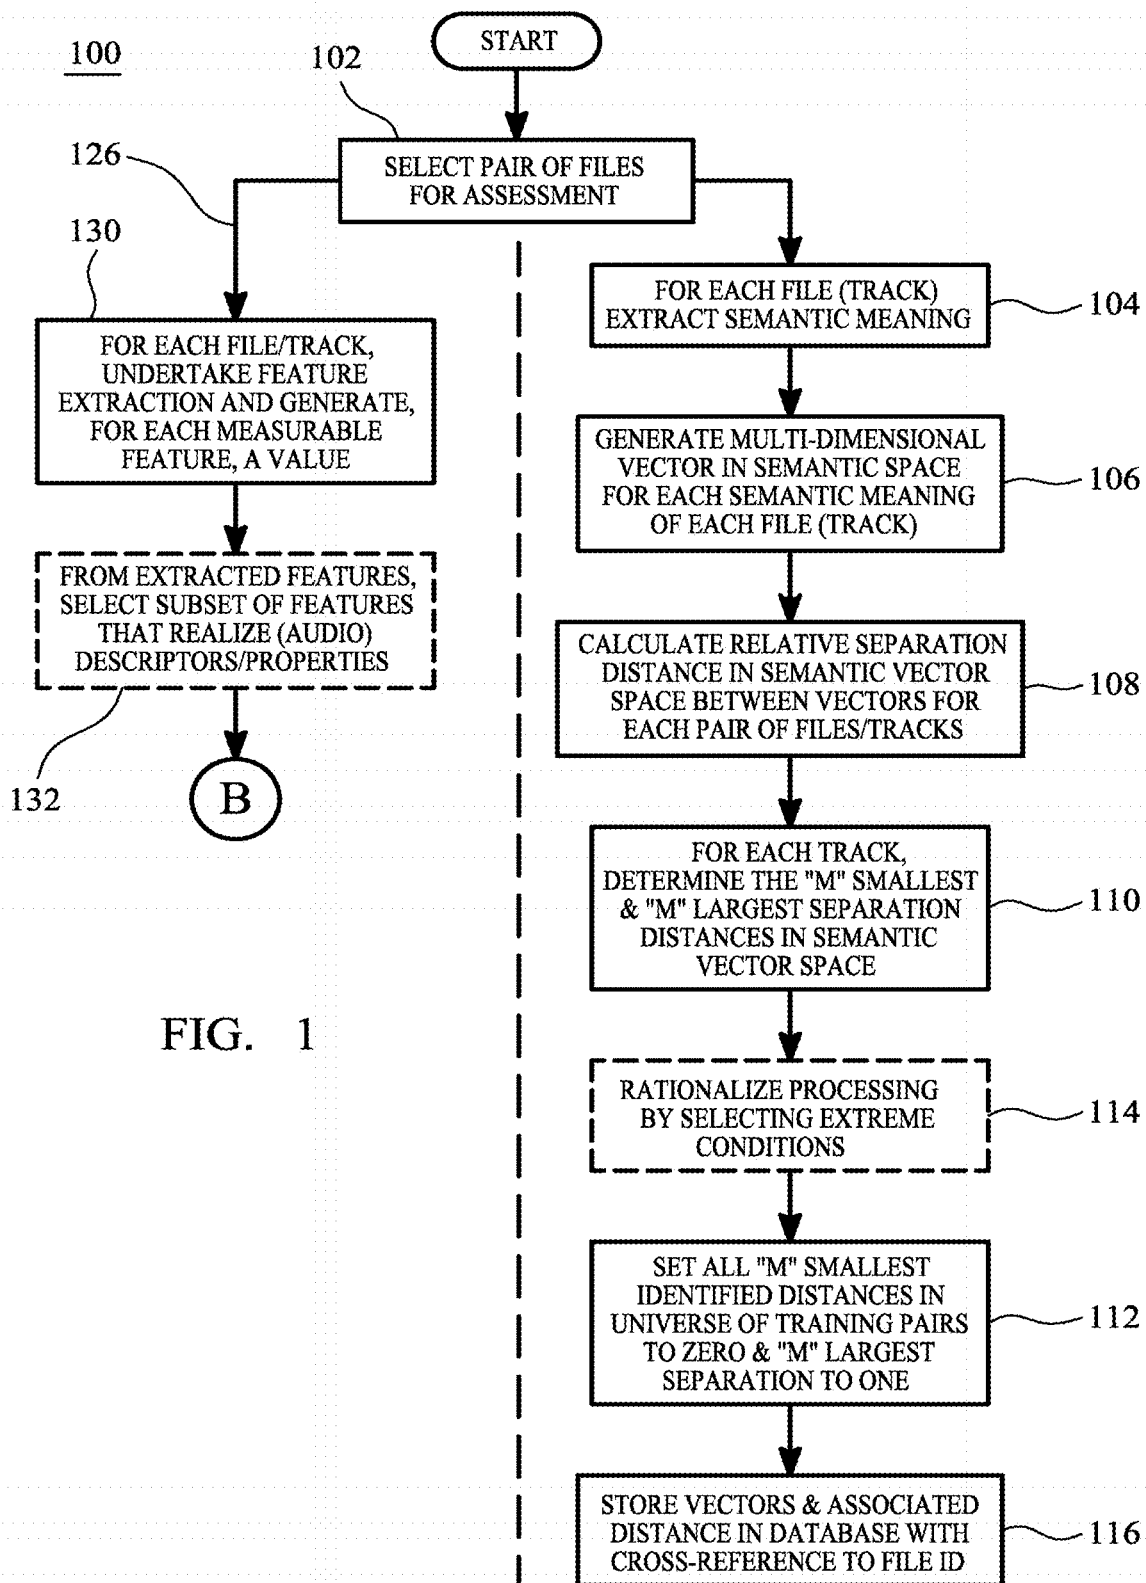 100
START
102
SELECT PAIR OF FILES
FOR ASSESSMENT
126
130
FOR EACH FILE/TRACK,
UNDERTAKE FEATURE
EXTRACTION AND GENERATE,
FOR EACH MEASURABLE
FEATURE, A VALUE
FROM EXTRACTED FEATURES,
SELECT SUBSET OF FEATURES
THAT REALIZE (AUDIO)
DESCRIPTORS/PROPERTIES
132
B
FOR EACH FILE (TRACK)
EXTRACT SEMANTIC MEANING
104
GENERATE MULTI-DIMENSIONAL
VECTOR IN SEMANTIC SPACE
FOR EACH SEMANTIC MEANING
OF EACH FILE (TRACK)
106
CALCULATE RELATIVE SEPARATION
DISTANCE IN SEMANTIC VECTOR
SPACE BETWEEN VECTORS FOR
EACH PAIR OF FILES/TRACKS
108
FOR EACH TRACK,
DETERMINE THE "M" SMALLEST
& "M" LARGEST SEPARATION
DISTANCES IN SEMANTIC
VECTOR SPACE
110
RATIONALIZE PROCESSING
BY SELECTING EXTREME
CONDITIONS
114
SET ALL "M" SMALLEST
IDENTIFIED DISTANCES IN
UNIVERSE OF TRAINING PAIRS
TO ZERO & "M" LARGEST
SEPARATION TO ONE
112
STORE VECTORS & ASSOCIATED
DISTANCE IN DATABASE WITH
CROSS-REFERENCE TO FILE ID
116
FIG. 1